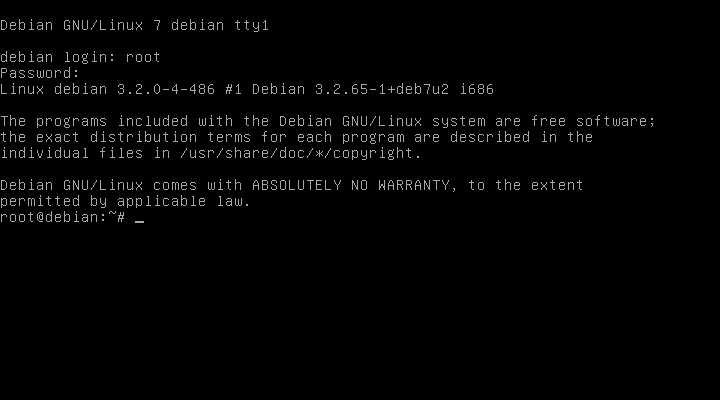 Debian GNU/Linux 7 debian tty1
debian login: root
Password:
Linux debian 3.2.0-4-486 #1 Debian 3.2.65-1+deb7u2 i686
The programs included with the Debian GNU/Linux system are free software;
the exact distribution terms for each program are described in the
individual files in /usr/share/doc/*/copyright.
Debian GNU/Linux comes with ABSOLUTELY NO WARRANTY, to the extent
permitted by applicable law.
root@debian:~# _